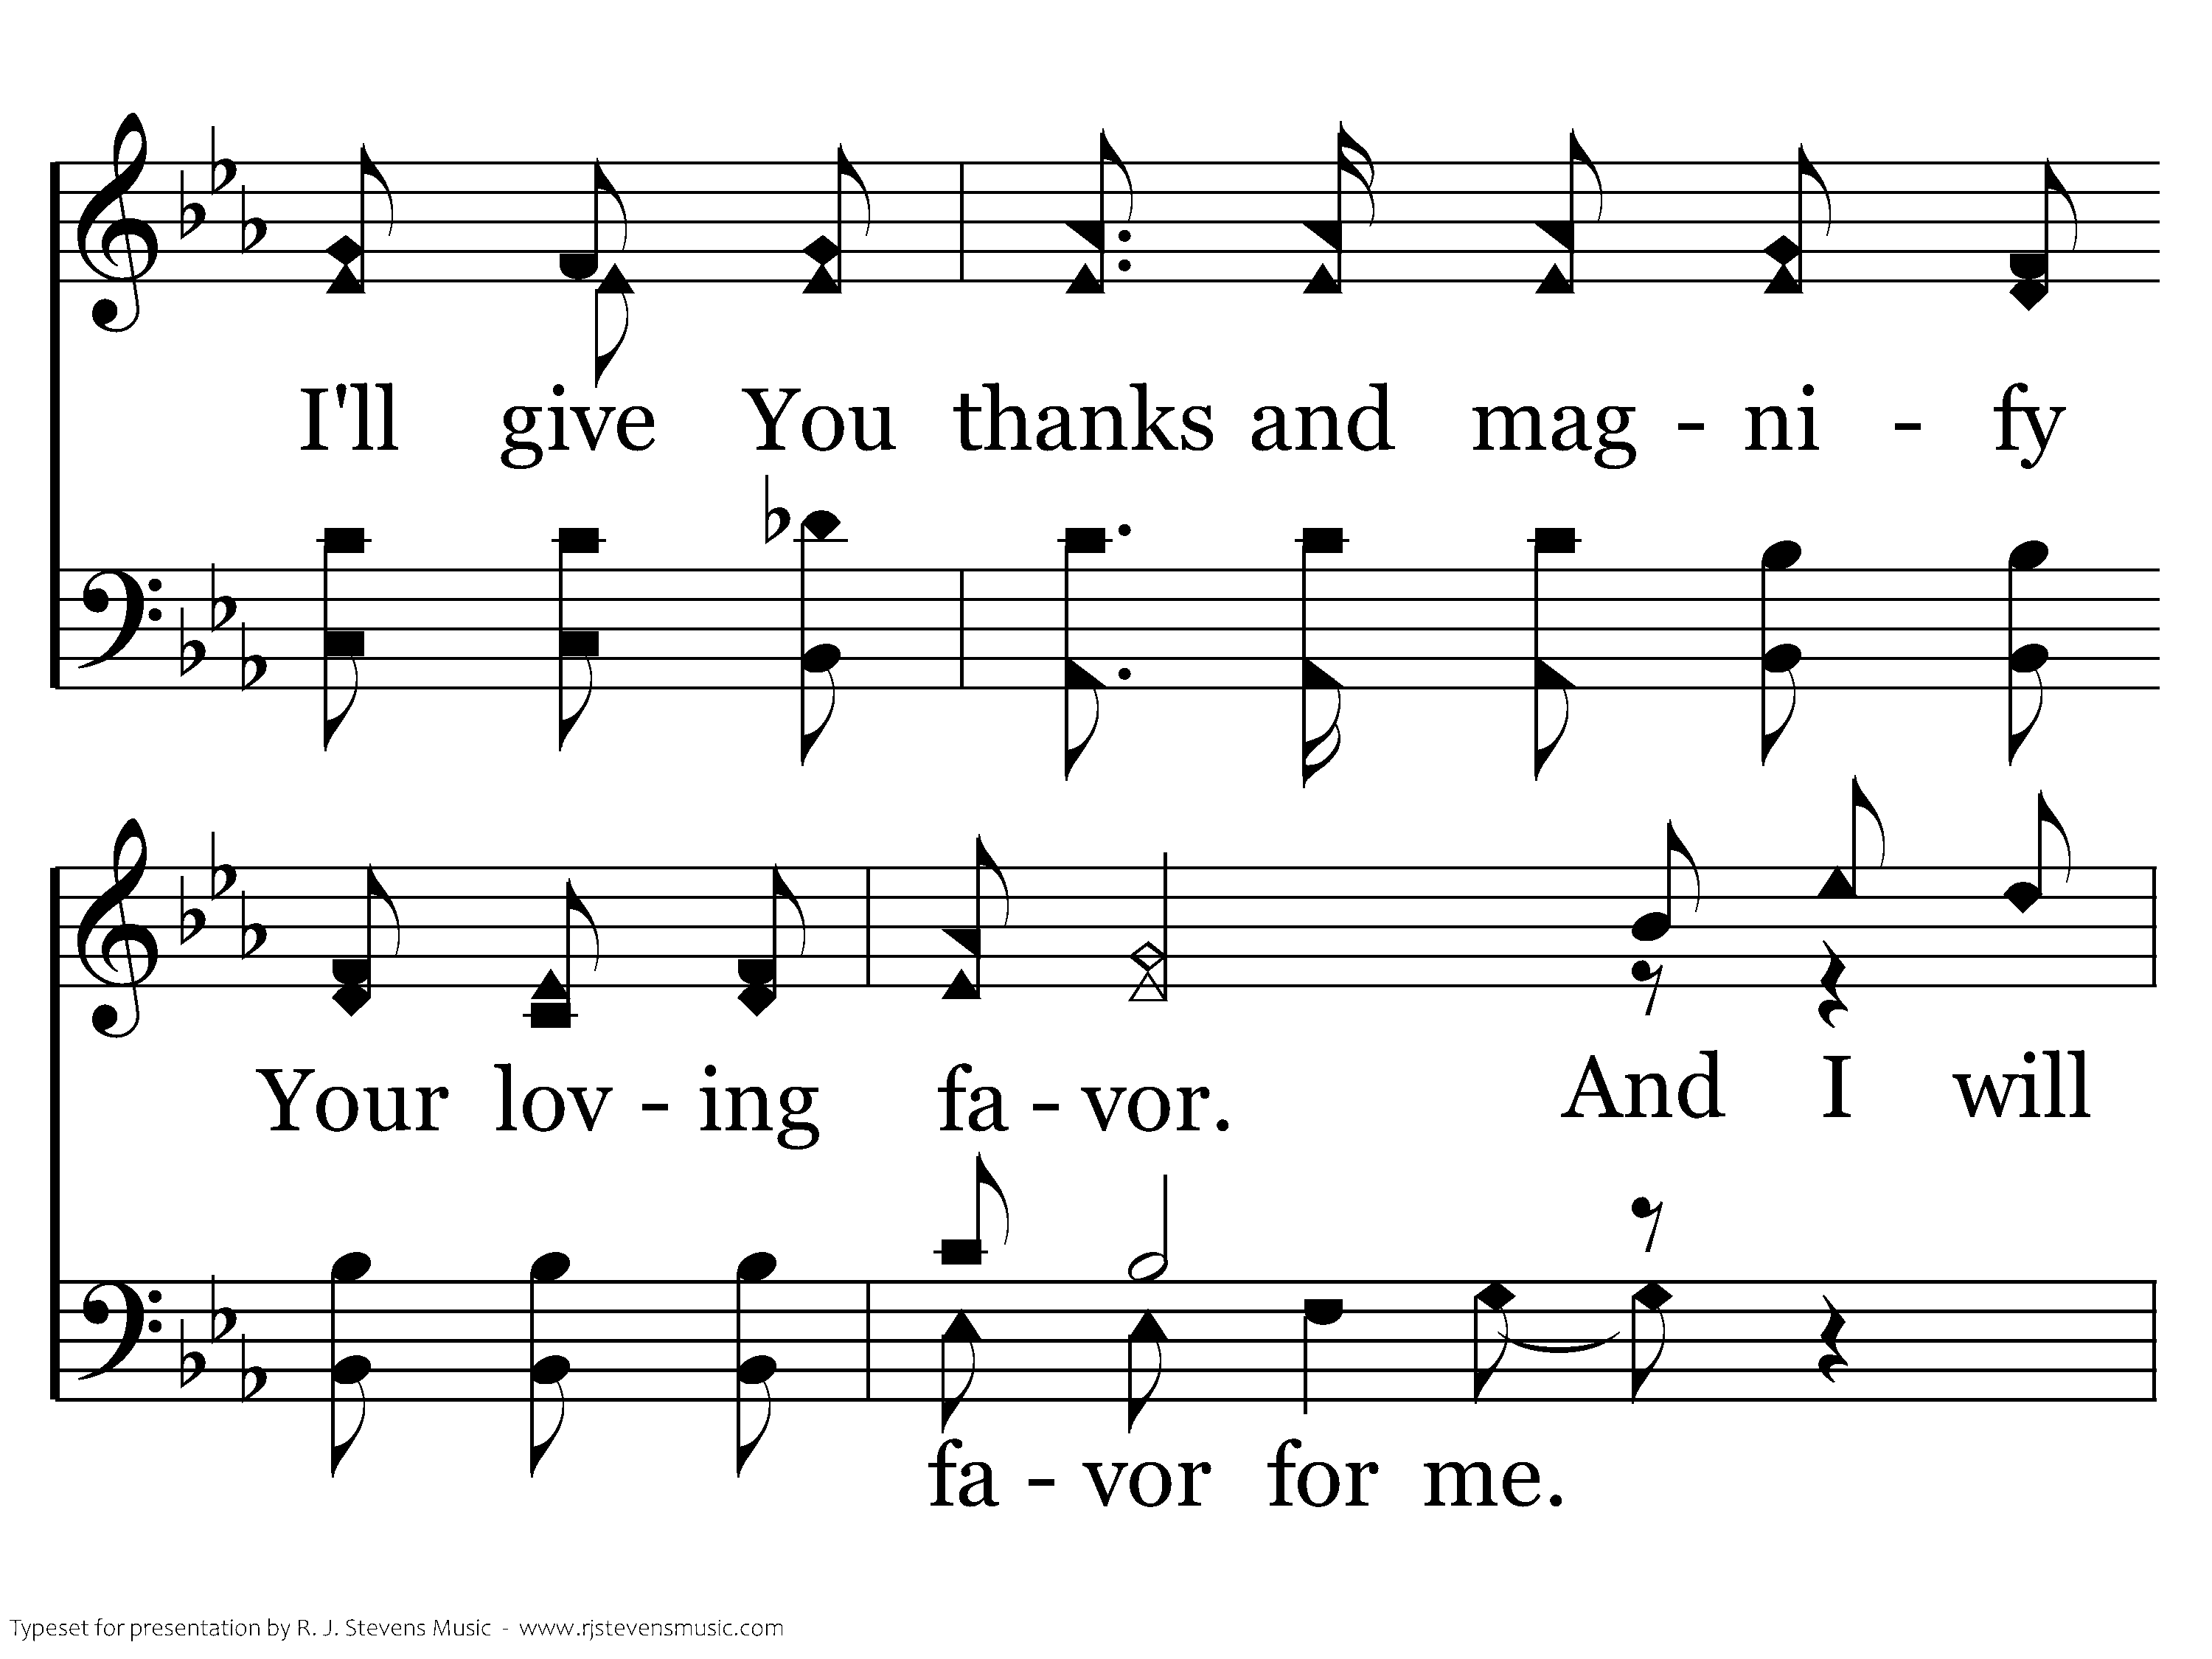 I'll give You thanks and mag - ni - fy
Your lov - ing fa - vor. And I will
fa - vor for me.
Typeset for presentation by R. J. Stevens Music - www.rjstevensmusic.com